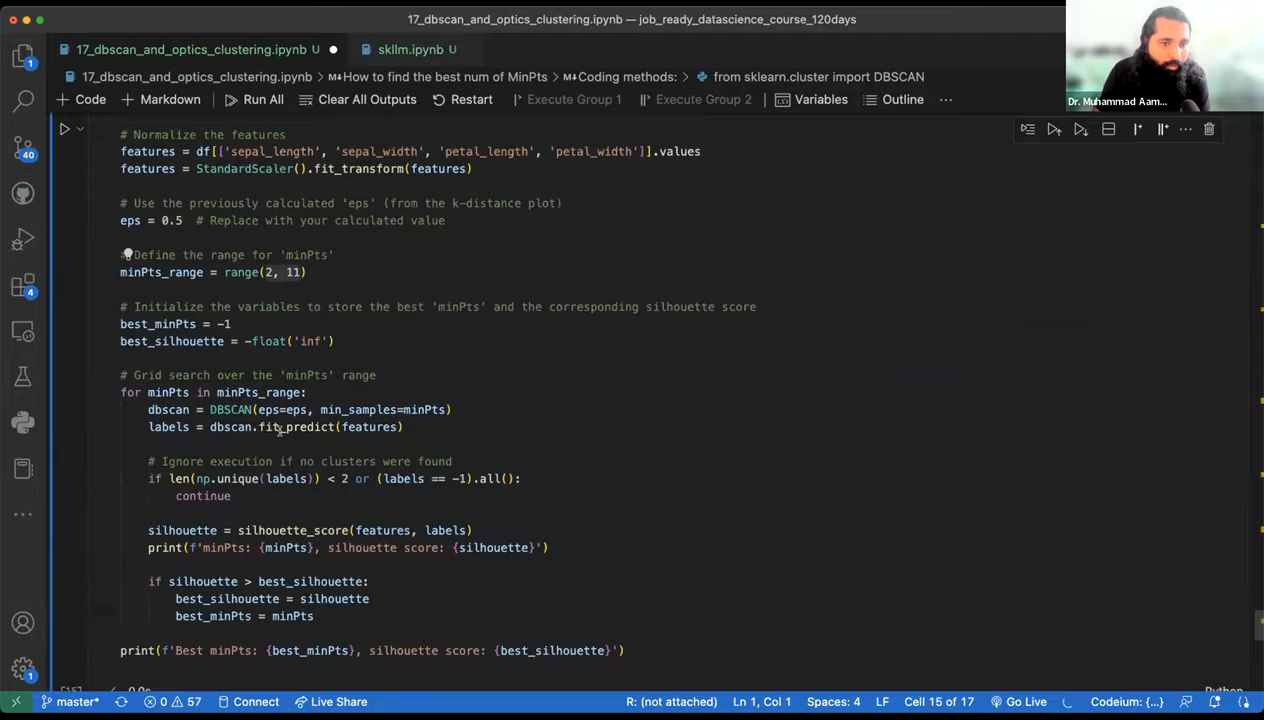 17_dbscan_and_optics_clustering.ipynb — job_ready_datascience_course_120days
17_dbscan_and_optics_clustering.ipynb U
skllm.ipynb U
17_dbscan_and_optics_clustering.ipynb > M↓How to find the best num of MinPts > M↓Coding methods: > from sklearn.cluster import DBSCAN
+ Code + Markdown Run All Clear All Outputs Restart Execute Group 1 Execute Group 2 Variables Outline ...
Dr. Muhammad Aam...
1
40
4
1
# Normalize the features
features = df[['sepal_length', 'sepal_width', 'petal_length', 'petal_width']].values
features = StandardScaler().fit_transform(features)
# Use the previously calculated 'eps' (from the k-distance plot)
eps = 0.5 # Replace with your calculated value
# Define the range for 'minPts'
minPts_range = range(2, 11)
# Initialize the variables to store the best 'minPts' and the corresponding silhouette score
best_minPts = -1
best_silhouette = -float('inf')
# Grid search over the 'minPts' range
for minPts in minPts_range:
dbscan = DBSCAN(eps=eps, min_samples=minPts)
labels = dbscan.fit_predict(features)
# Ignore execution if no clusters were found
if len(np.unique(labels)) < 2 or (labels == -1).all():
continue
silhouette = silhouette_score(features, labels)
print(f'minPts: {minPts}, silhouette score: {silhouette}')
if silhouette > best_silhouette:
best_silhouette = silhouette
best_minPts = minPts
print(f'Best minPts: {best_minPts}, silhouette score: {best_silhouette}')
master* 0 57 Connect Live Share R: (not attached) Ln 1, Col 1 Spaces: 4 LF Cell 15 of 17 Go Live Codeium: {...}